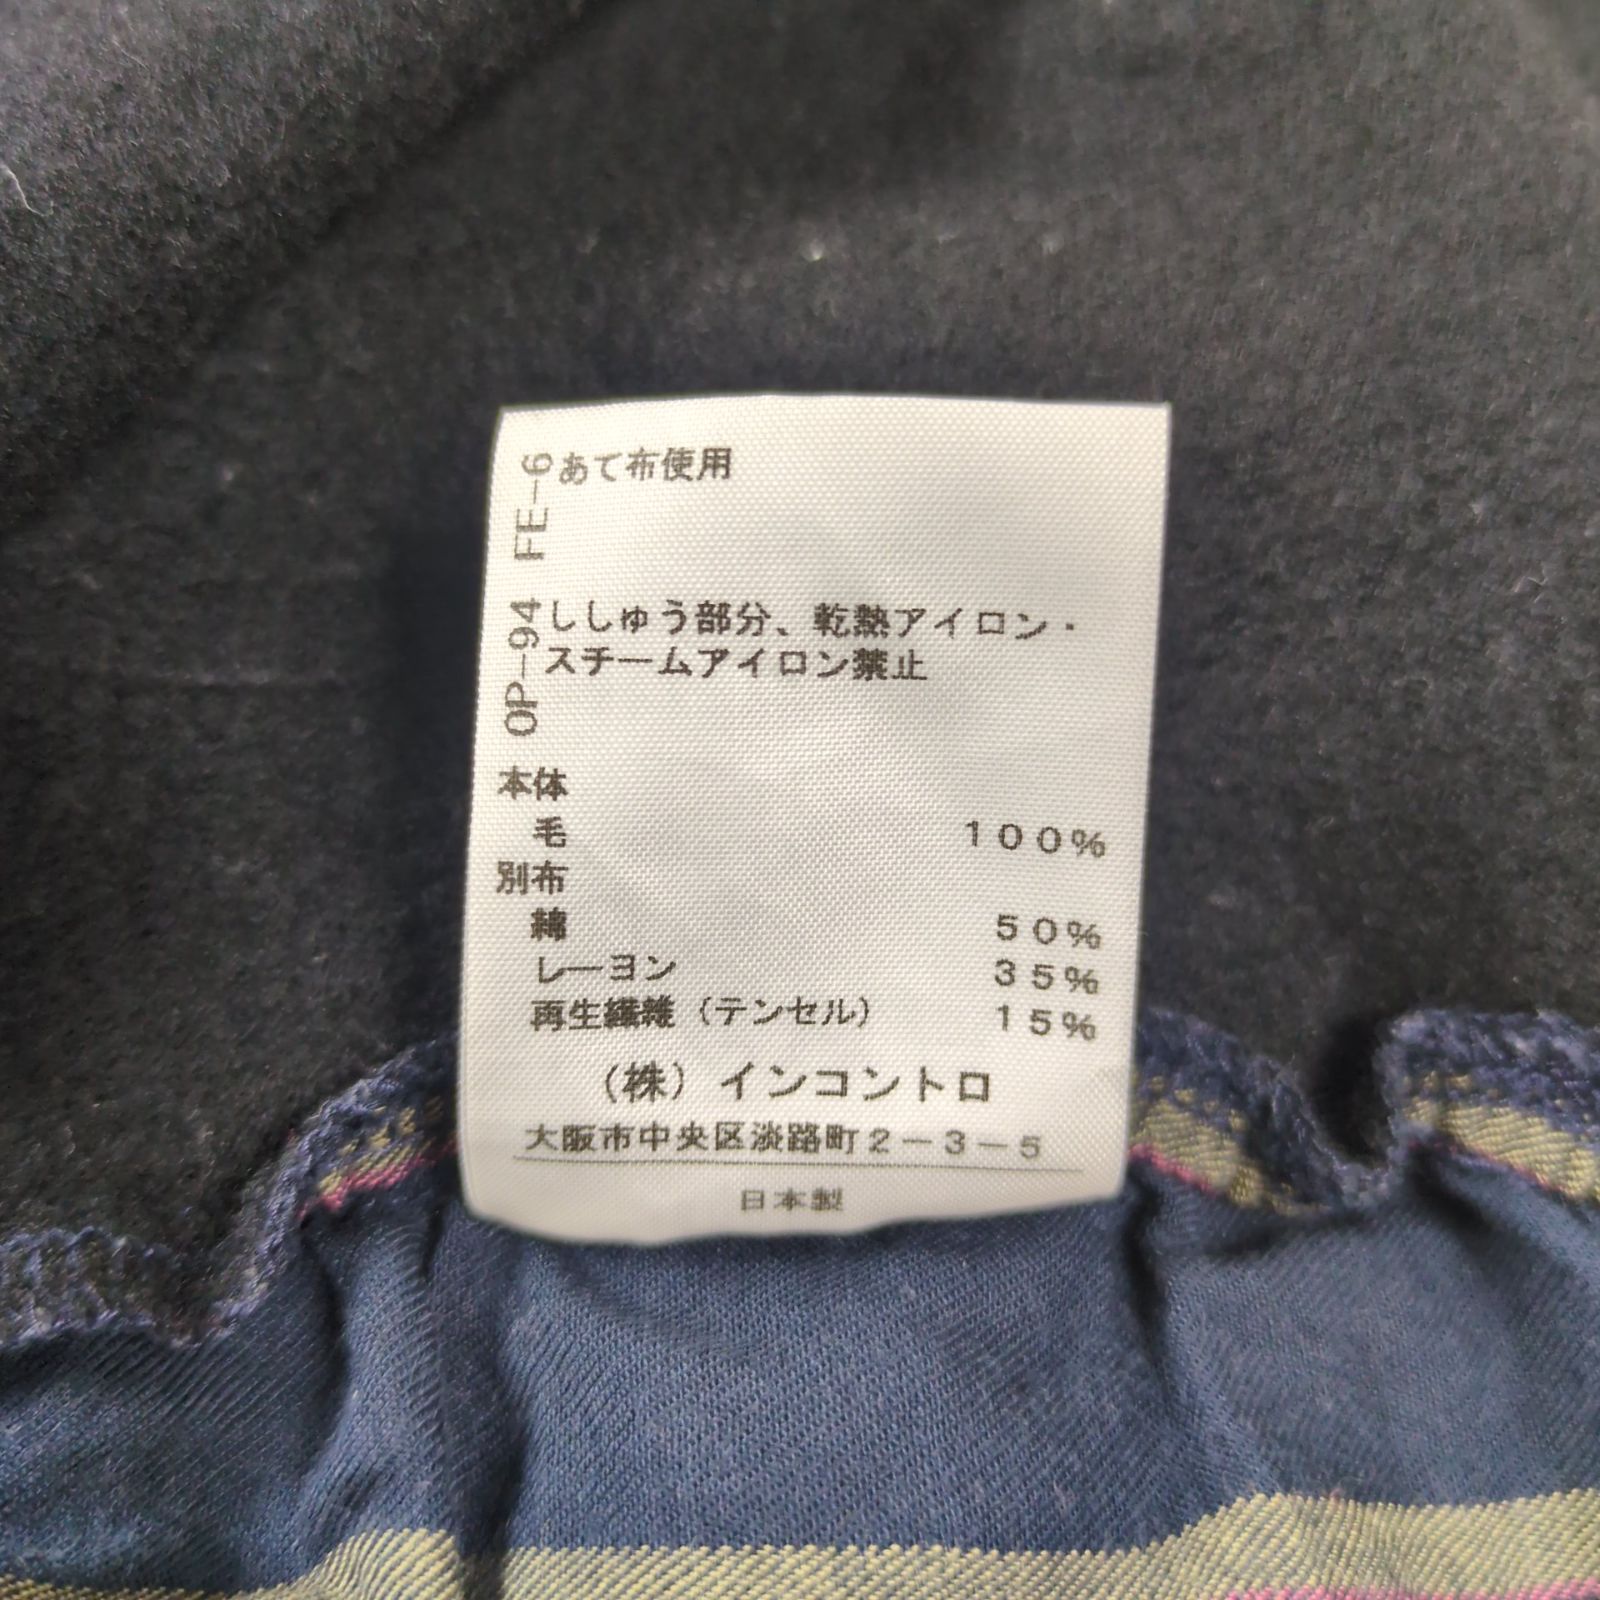 FE-6
あて布使用
OP-94
ししゅう部分、乾熱アイロン・
スチームアイロン禁止
本体
毛 100%
別布
綿 50%
レーヨン 35%
再生繊維(テンセル) 15%
(株)インコントロ
大阪市中央区淡路町2-3-5
日本製